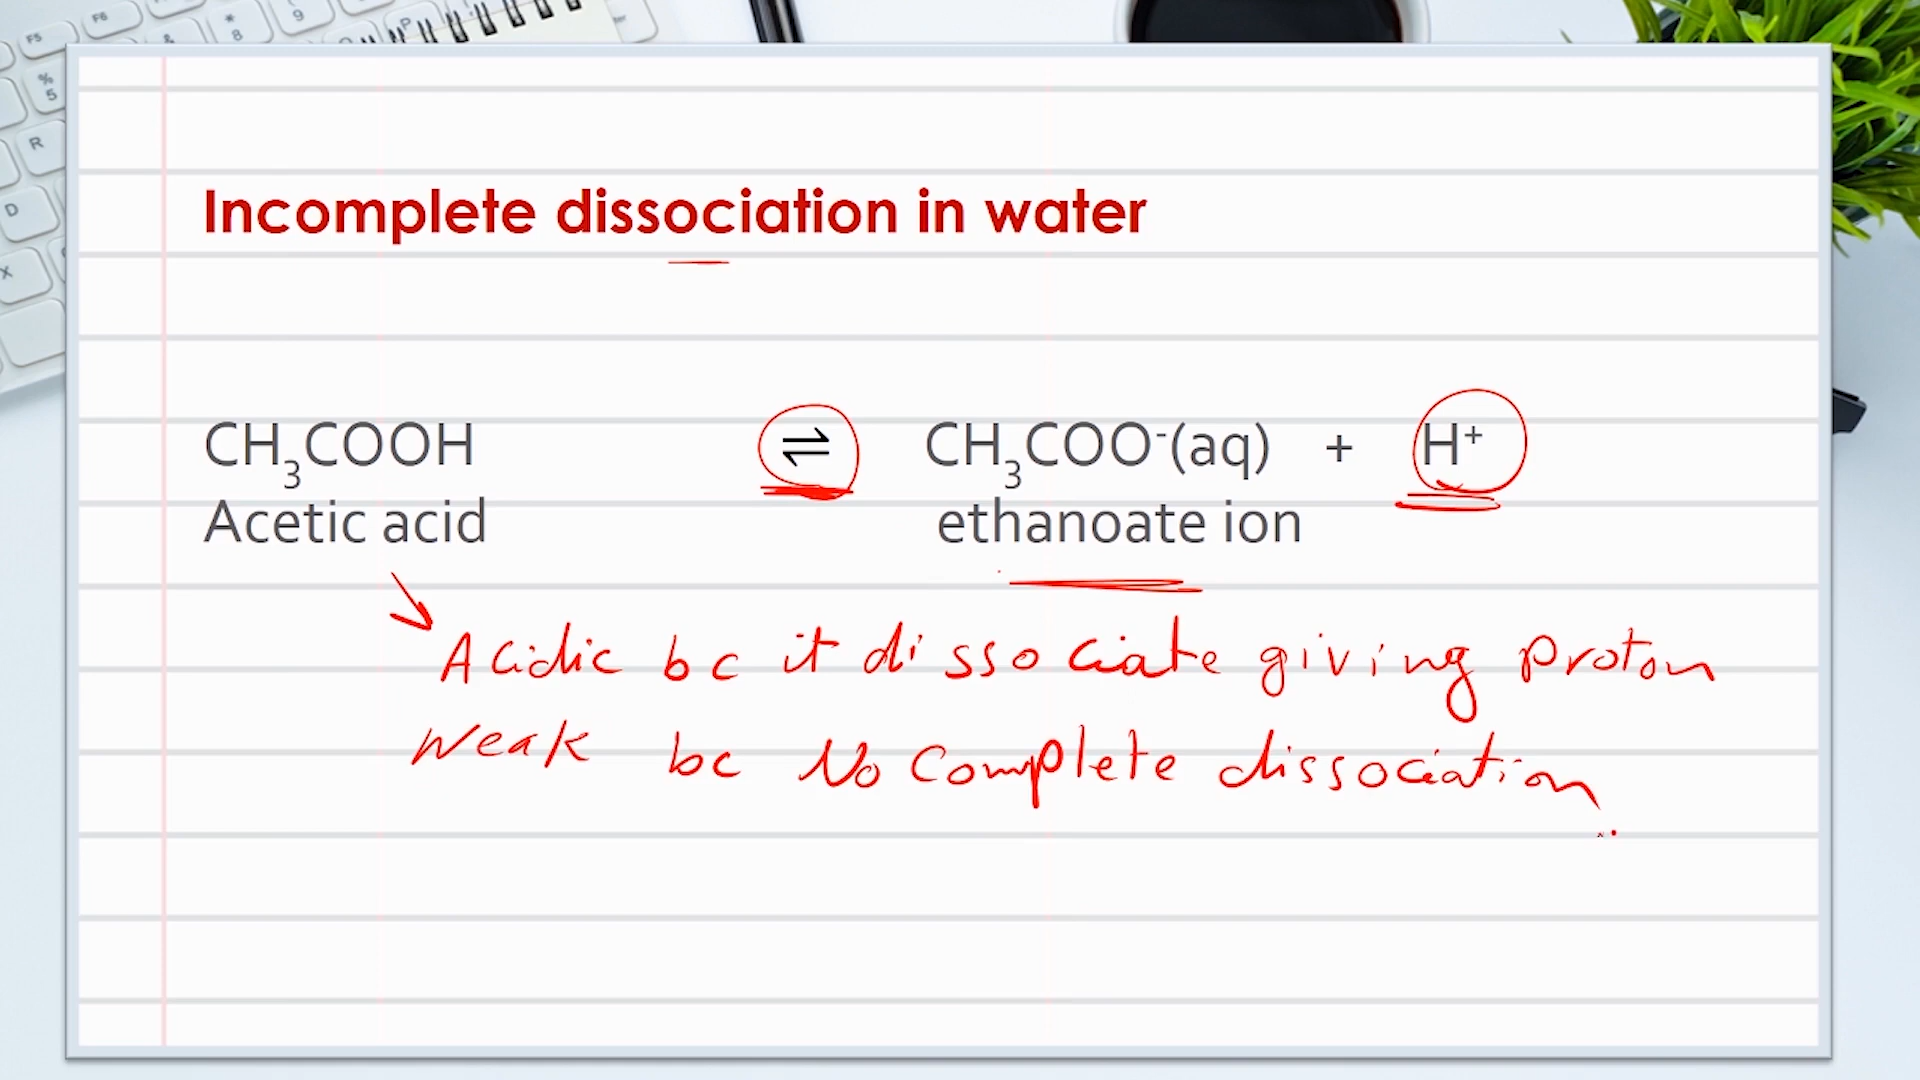 Incomplete dissociation in water
CH₃COOH ⇌ CH₃COO⁻(aq) + H⁺
Acetic acid ethanoate ion
Acidic bc it dissociate giving proton
Weak bc No complete dissociation